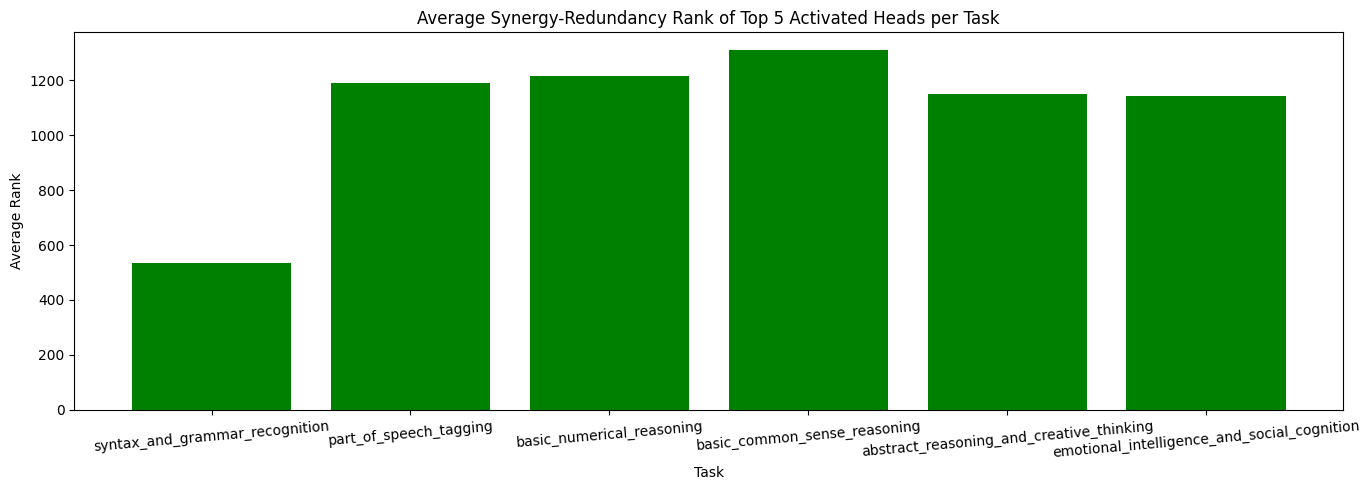 Average Synergy-Redundancy Rank of Top 5 Activated Heads per Task
Average Rank
1200
1000
800
600
400
200
0
syntax_and_grammar_recognition
part_of_speech_tagging
basic_numerical_reasoning
basic_common_sense_reasoning
abstract_reasoning_and_creative_thinking
emotional_intelligence_and_social_cognition
Task